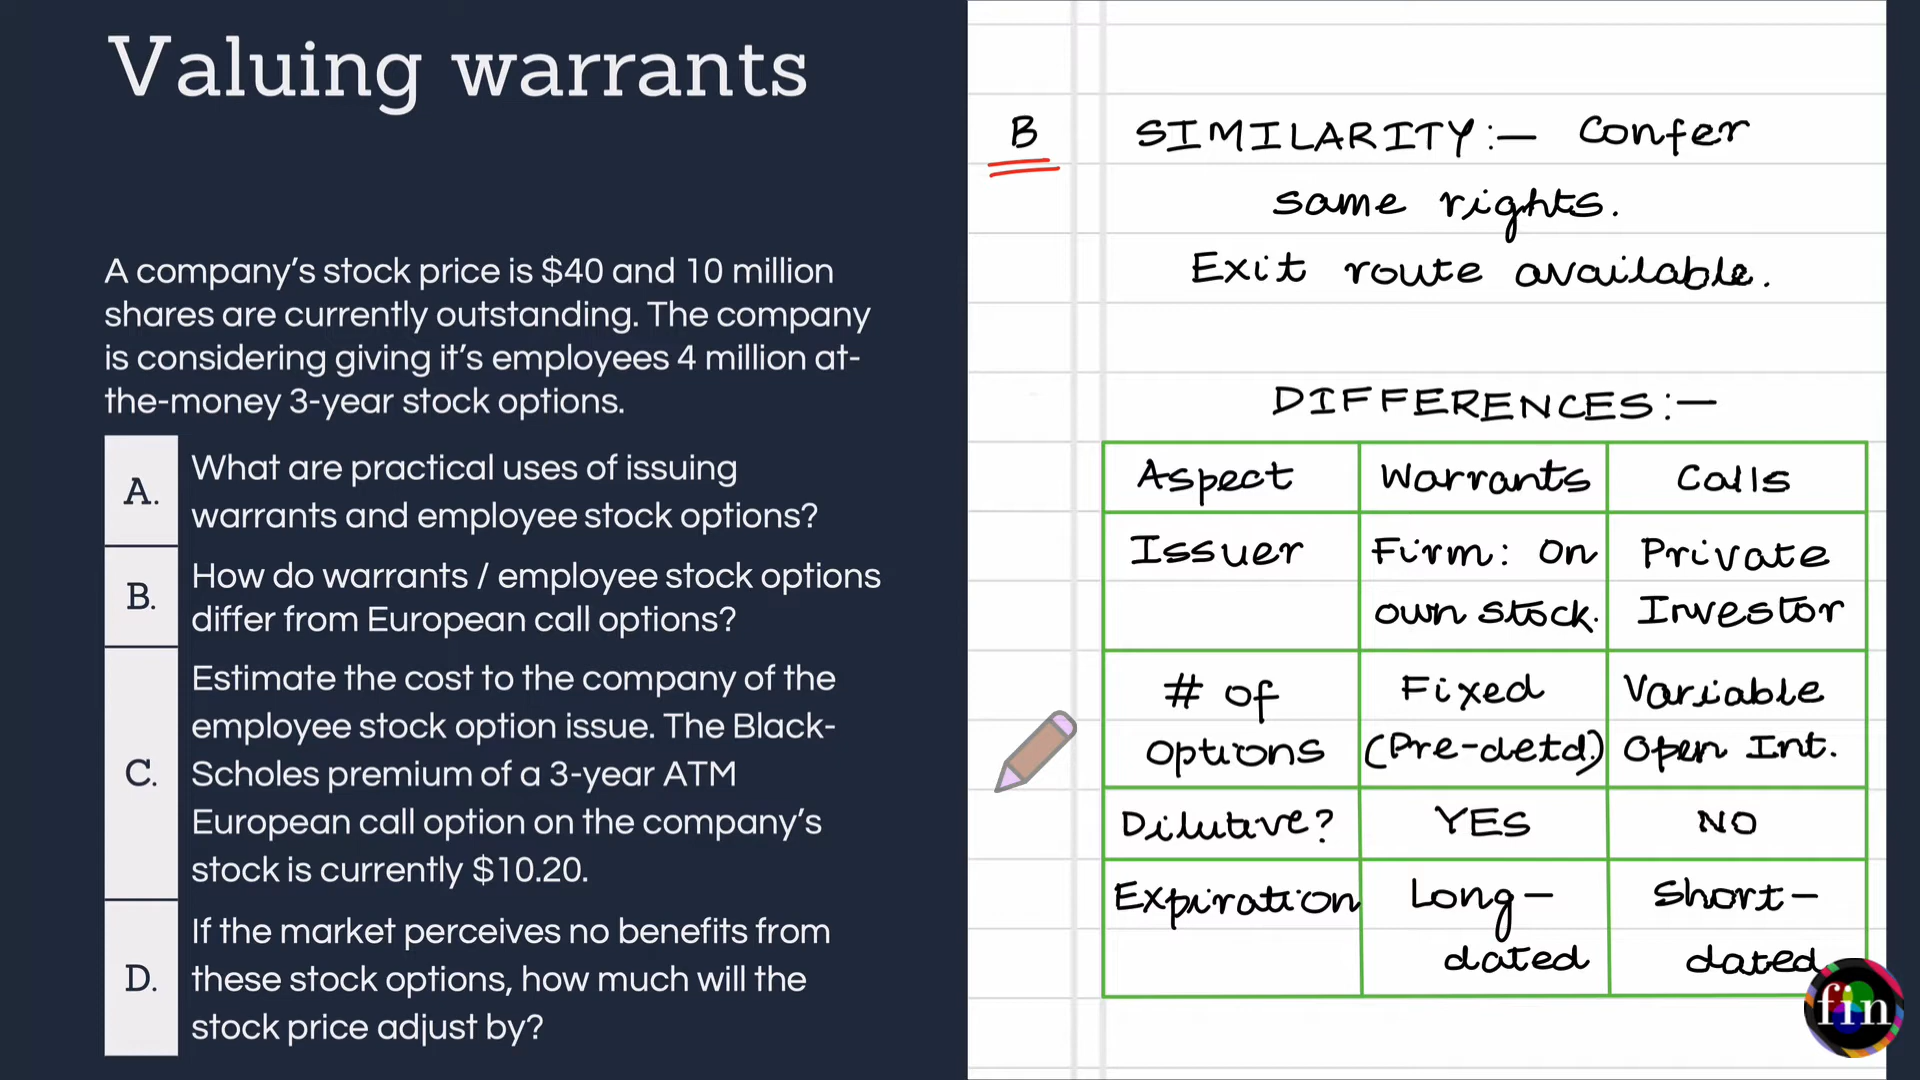 Valuing warrants
A company’s stock price is $40 and 10 million
shares are currently outstanding. The company
is considering giving it’s employees 4 million at-
the-money 3-year stock options.
A.
What are practical uses of issuing
warrants and employee stock options?
B.
How do warrants / employee stock options
differ from European call options?
C.
Estimate the cost to the company of the
employee stock option issue. The Black-
Scholes premium of a 3-year ATM
European call option on the company’s
stock is currently $10.20.
D.
If the market perceives no benefits from
these stock options, how much will the
stock price adjust by?
B
SIMILARITY:— Confer
same rights.
Exit route available.
DIFFERENCES:—
Aspect Warrants Calls
Issuer Firm: on Private
own stock. Investor
# of Fixed Variable
options (Pre-detd.) Open Int.
Dilutive? YES NO
Expiration Long- Short-
dated dated
fin